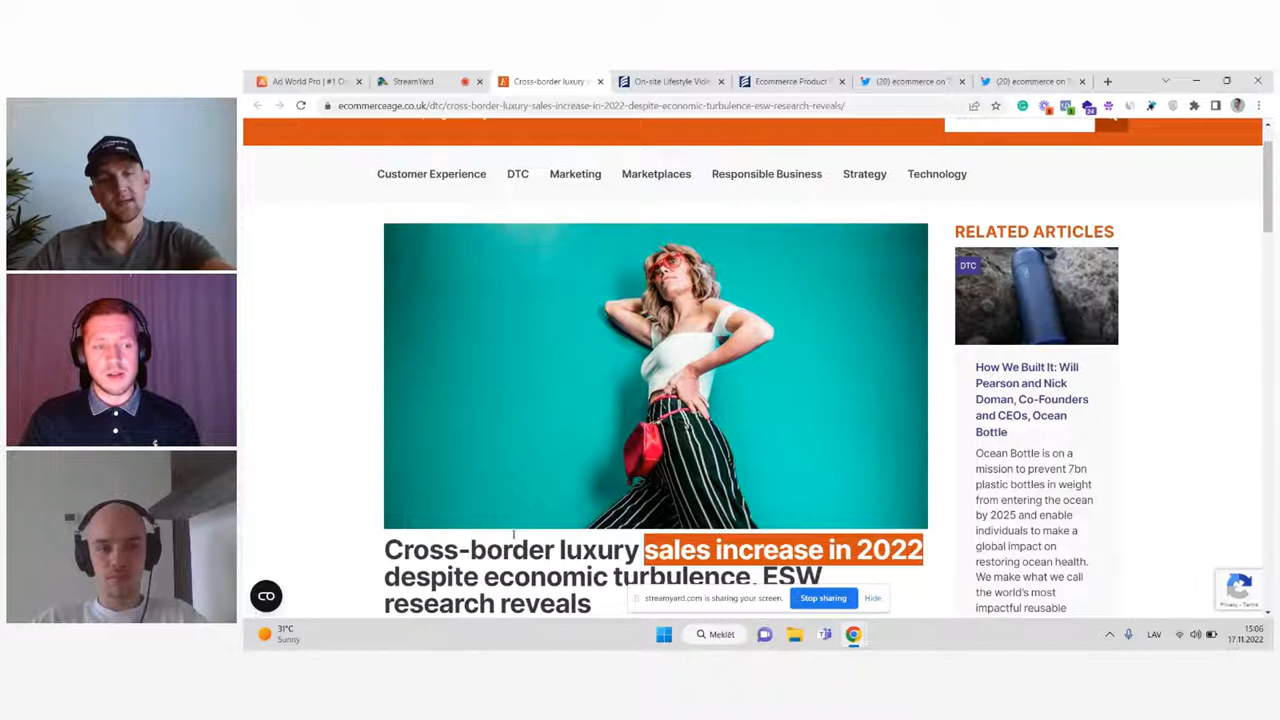 Ad World Pro | #1 O
StreamYard
Cross-border luxury
On-site Lifestyle Vide
Ecommerce Product
(20) ecommerce on T
(20) ecommerce on T
ecommerceage.co.uk/dtc/cross-border-luxury-sales-increase-in-2022-despite-economic-turbulence-esw-research-reveals/
Customer Experience
DTC
Marketing
Marketplaces
Responsible Business
Strategy
Technology
RELATED ARTICLES
DTC
How We Built It: Will
Pearson and Nick
Doman, Co-Founders
and CEOs, Ocean
Bottle
Ocean Bottle is on a
mission to prevent 7bn
plastic bottles in weight
from entering the ocean
by 2025 and enable
individuals to make a
global impact on
restoring ocean health.
We make what we call
the world's most
impactful reusable
Cross-border luxury sales increase in 2022
despite economic turbulence, ESW
research reveals
streamyard.com is sharing your screen.
Stop sharing
Hide
Privacy - Terms
31°C
Sunny
Meklēt
LAV
15:06
17.11.2022